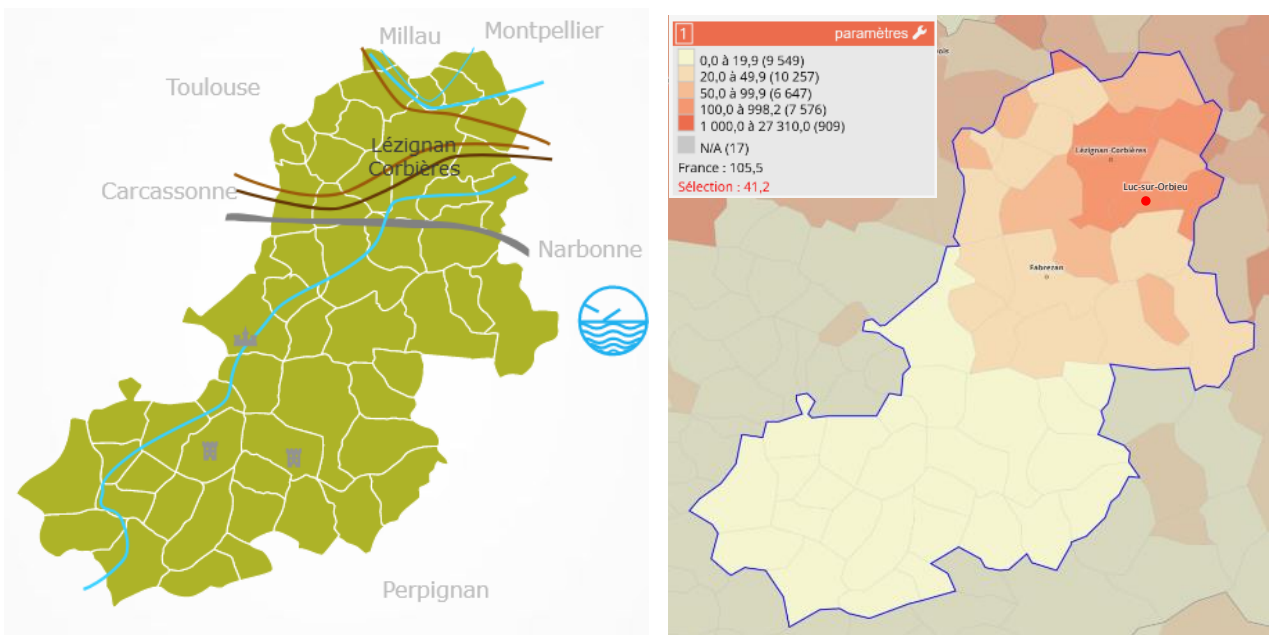 Millau
Montpellier
Toulouse
Lézignan
Corbières
Carcassonne
Narbonne
Perpignan
1 paramètres
0,0 à 19,9 (9 549)
20,0 à 49,9 (10 257)
50,0 à 99,9 (6 647)
100,0 à 998,2 (7 576)
1 000,0 à 27 310,0 (909)
N/A (17)
France : 105,5
Sélection : 41,2
Lézignan-Corbières
Luc-sur-Orbieu
Fabrezan